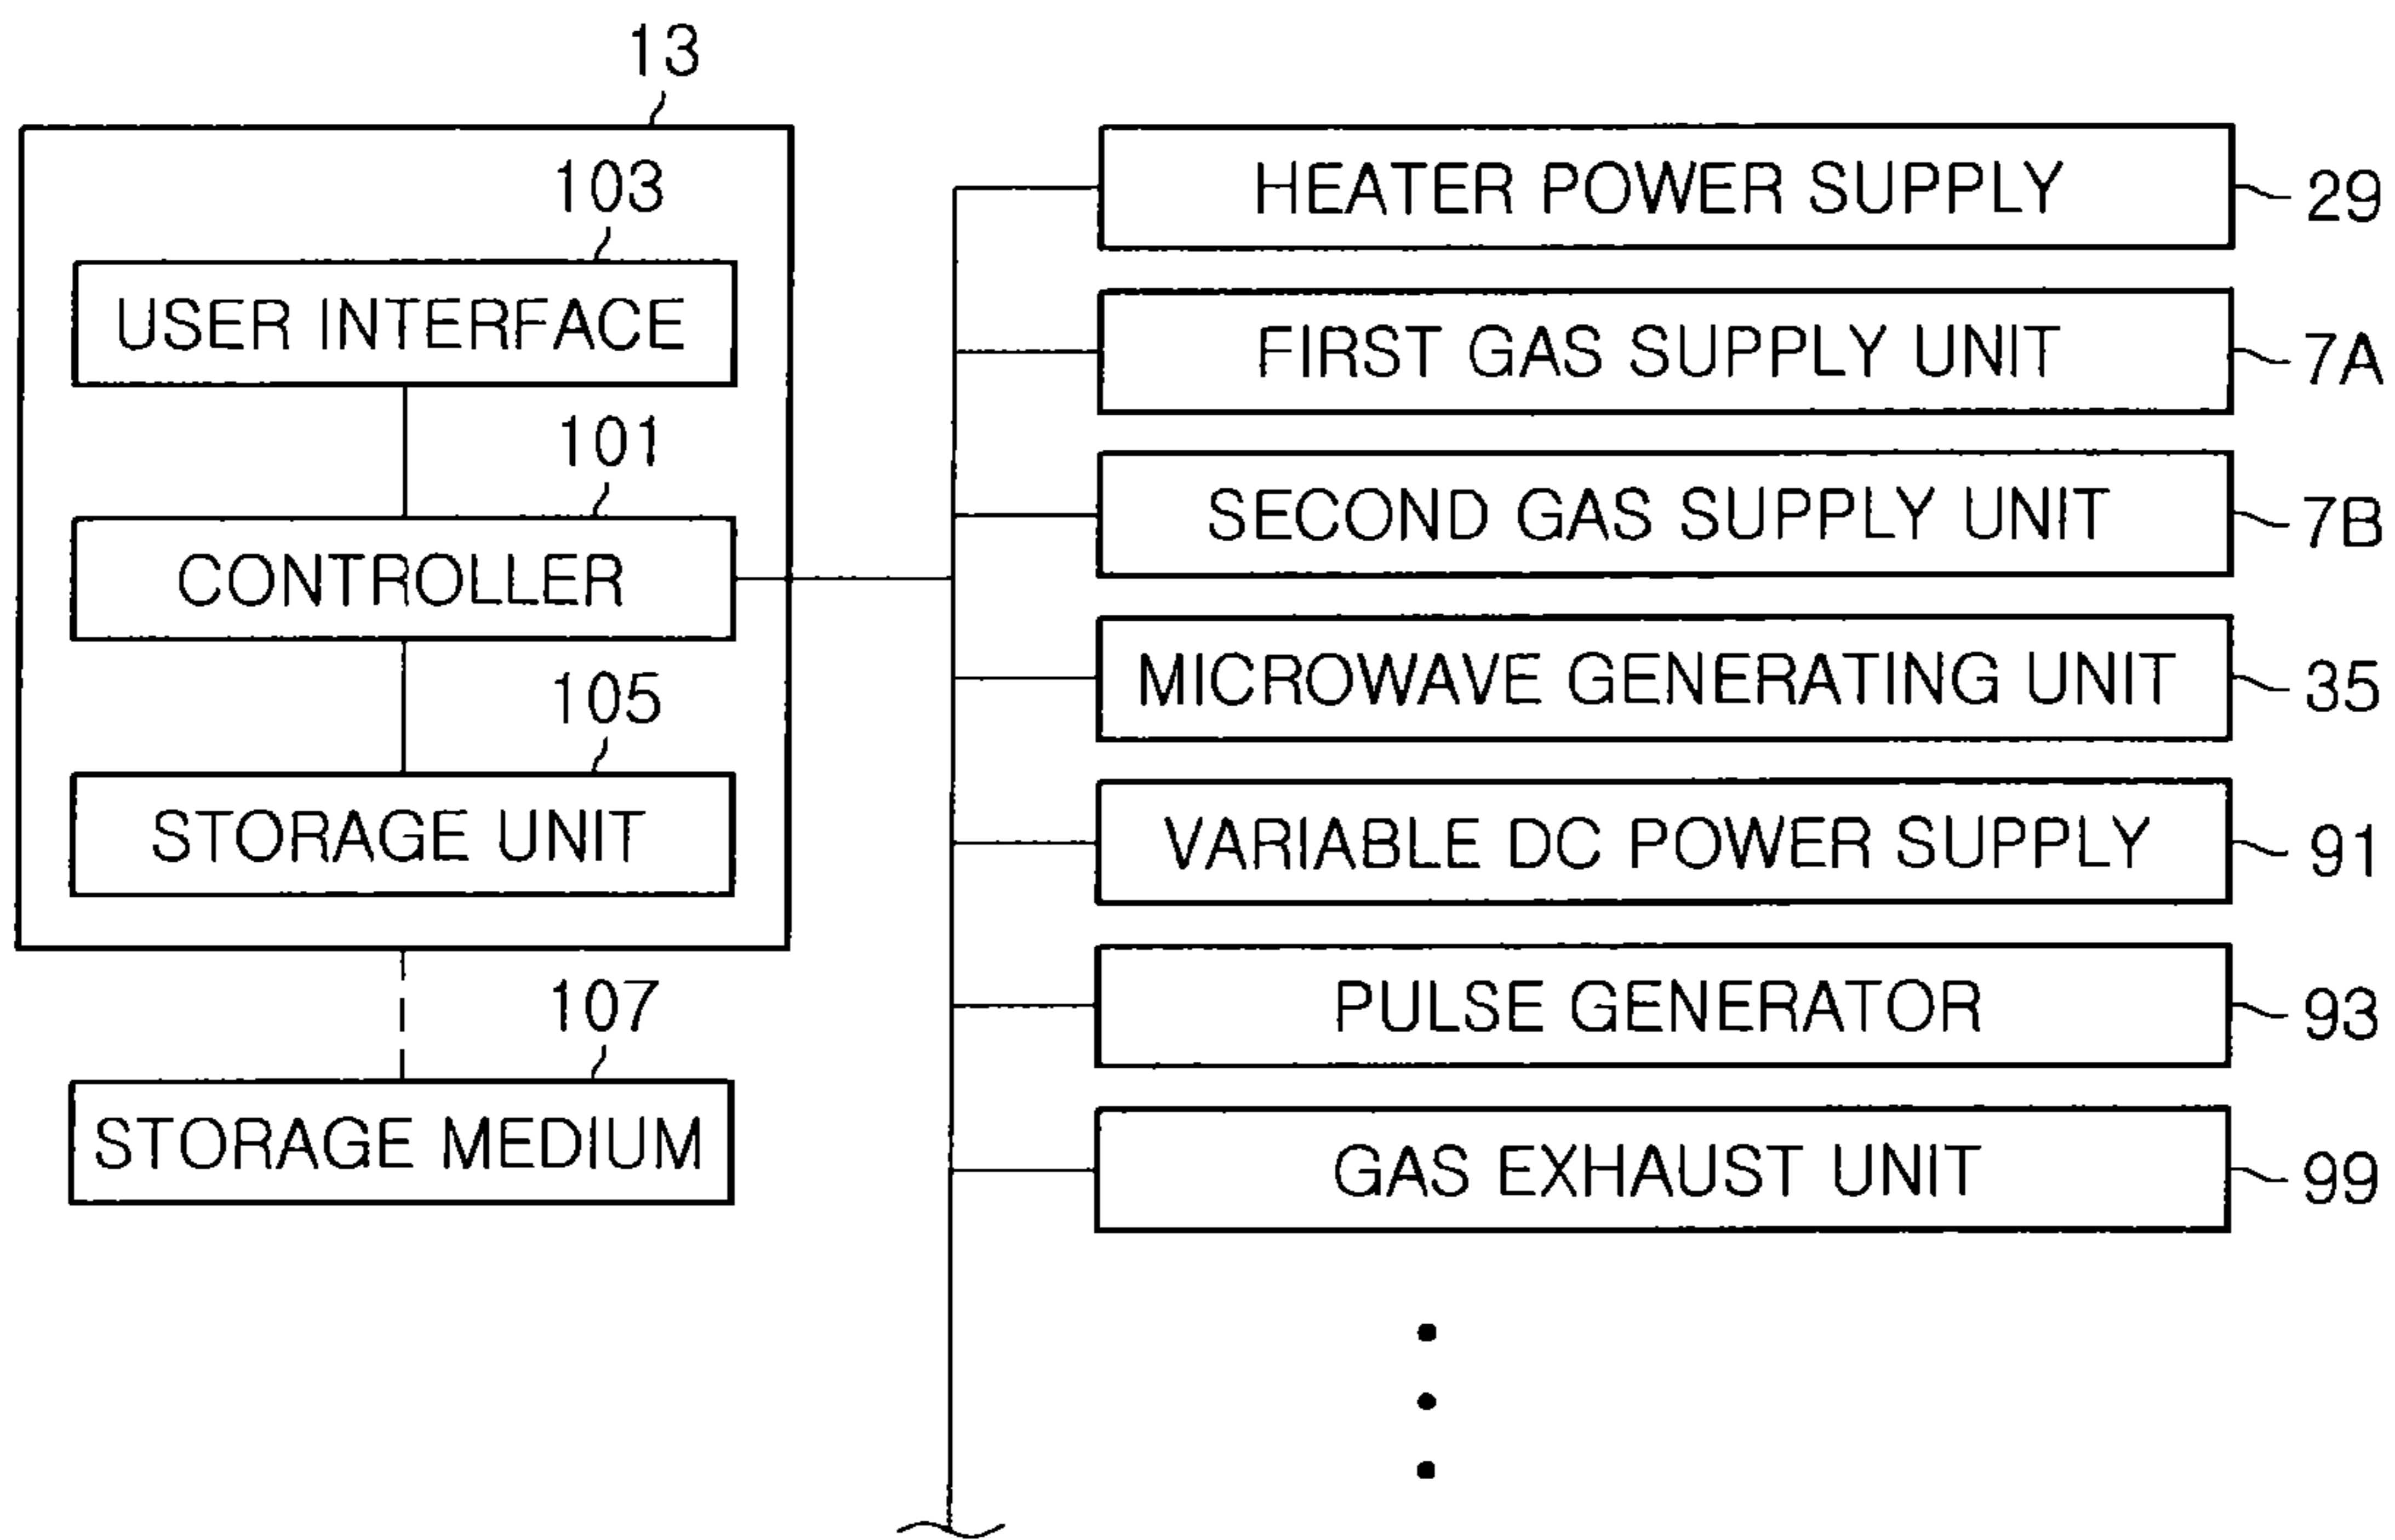 13
103
USER INTERFACE
101
CONTROLLER
105
STORAGE UNIT
107
STORAGE MEDIUM
HEATER POWER SUPPLY 29
FIRST GAS SUPPLY UNIT 7A
SECOND GAS SUPPLY UNIT 7B
MICROWAVE GENERATING UNIT 35
VARIABLE DC POWER SUPPLY 91
PULSE GENERATOR 93
GAS EXHAUST UNIT 99